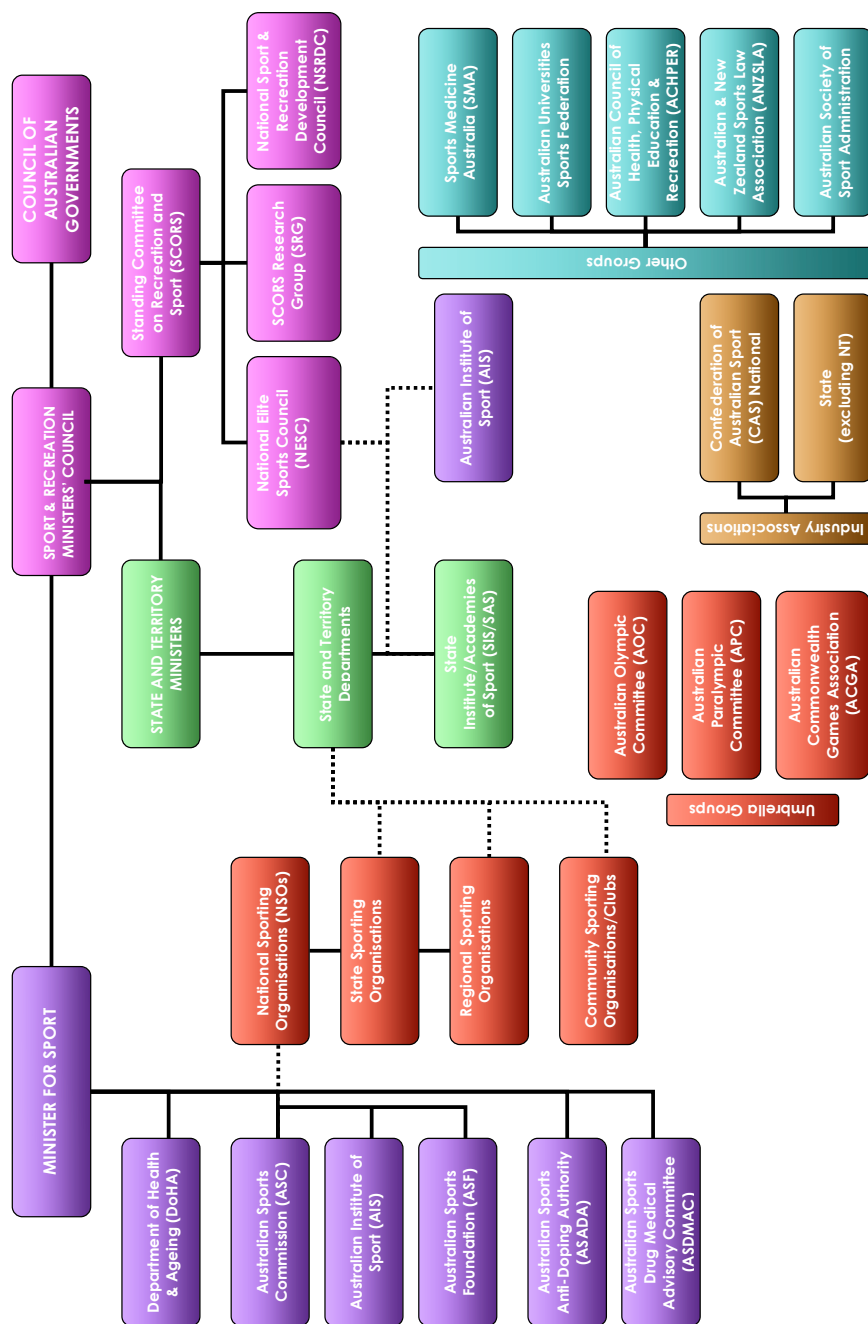 MINISTER FOR SPORT
SPORT & RECREATION
MINISTERS' COUNCIL
COUNCIL OF
AUSTRALIAN
GOVERNMENTS
Department of Health
& Ageing (DoHA)
Australian Sports
Commission (ASC)
Australian Institute of
Sport (AIS)
Australian Sports
Foundation (ASF)
Australian Sports
Anti-Doping Authority
(ASADA)
Australian Sports
Drug Medical
Advisory Committee
(ASDMAC)
National Sporting
Organisations (NSOs)
State Sporting
Organisations
Regional Sporting
Organisations
Community Sporting
Organisations/Clubs
STATE AND TERRITORY
MINISTERS
State and Territory
Departments
State
Institute/Academies
of Sport (SIS/SAS)
Standing Committee
on Recreation and
Sport (SCORS)
National Elite
Sports Council
(NESC)
SCORS Research
Group (SRG)
National Sport &
Recreation
Development
Council (NSRDC)
Australian Institute of
Sport (AIS)
Umbrella Groups
Australian Olympic
Committee (AOC)
Australian
Paralympic
Committee (APC)
Australian
Commonwealth
Games Association
(ACGA)
Industry Associations
Confederation of
Australian Sport
(CAS) National
State
(excluding NT)
Other Groups
Sports Medicine
Australia (SMA)
Australian Universities
Sports Federation
Australian Council of
Health, Physical
Education &
Recreation (ACHPER)
Australian & New
Zealand Sports Law
Association (ANZSLA)
Australian Society of
Sport Administration